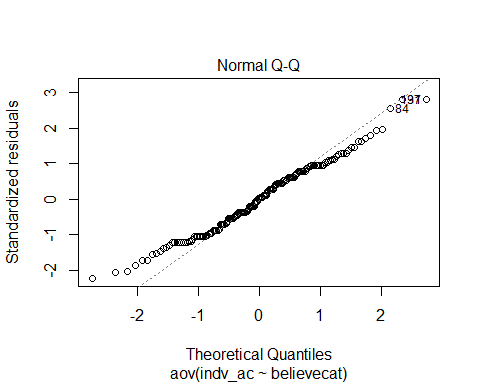 Normal Q-Q
Standardized residuals
3
2
1
0
-1
-2
84
-2 -1 0 1 2
Theoretical Quantiles
aov(indv_ac ~ believecat)